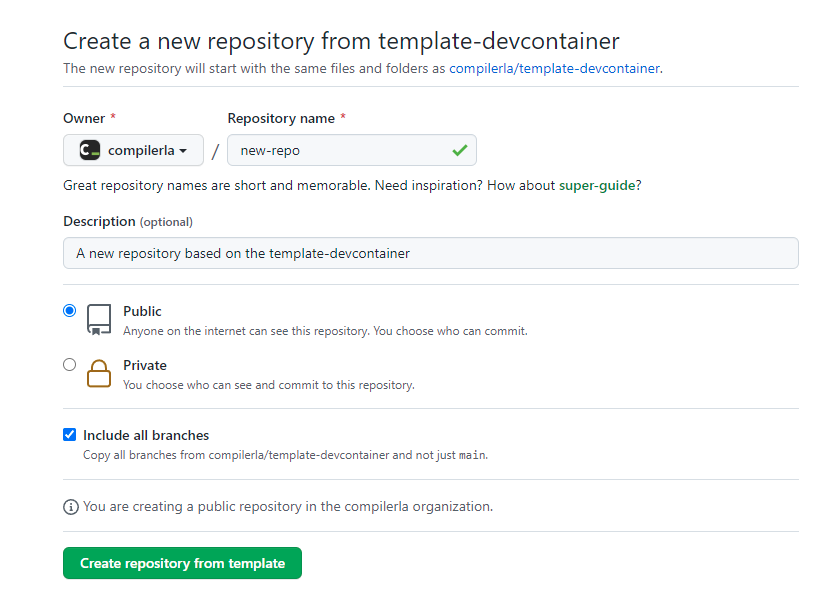 Create a new repository from template-devcontainer
The new repository will start with the same files and folders as compilerla/template-devcontainer.
Owner * Repository name *
C_ compilerla / new-repo
Great repository names are short and memorable. Need inspiration? How about super-guide?
Description (optional)
A new repository based on the template-devcontainer
Public
Anyone on the internet can see this repository. You choose who can commit.
Private
You choose who can see and commit to this repository.
Include all branches
Copy all branches from compilerla/template-devcontainer and not just main.
You are creating a public repository in the compilerla organization.
Create repository from template